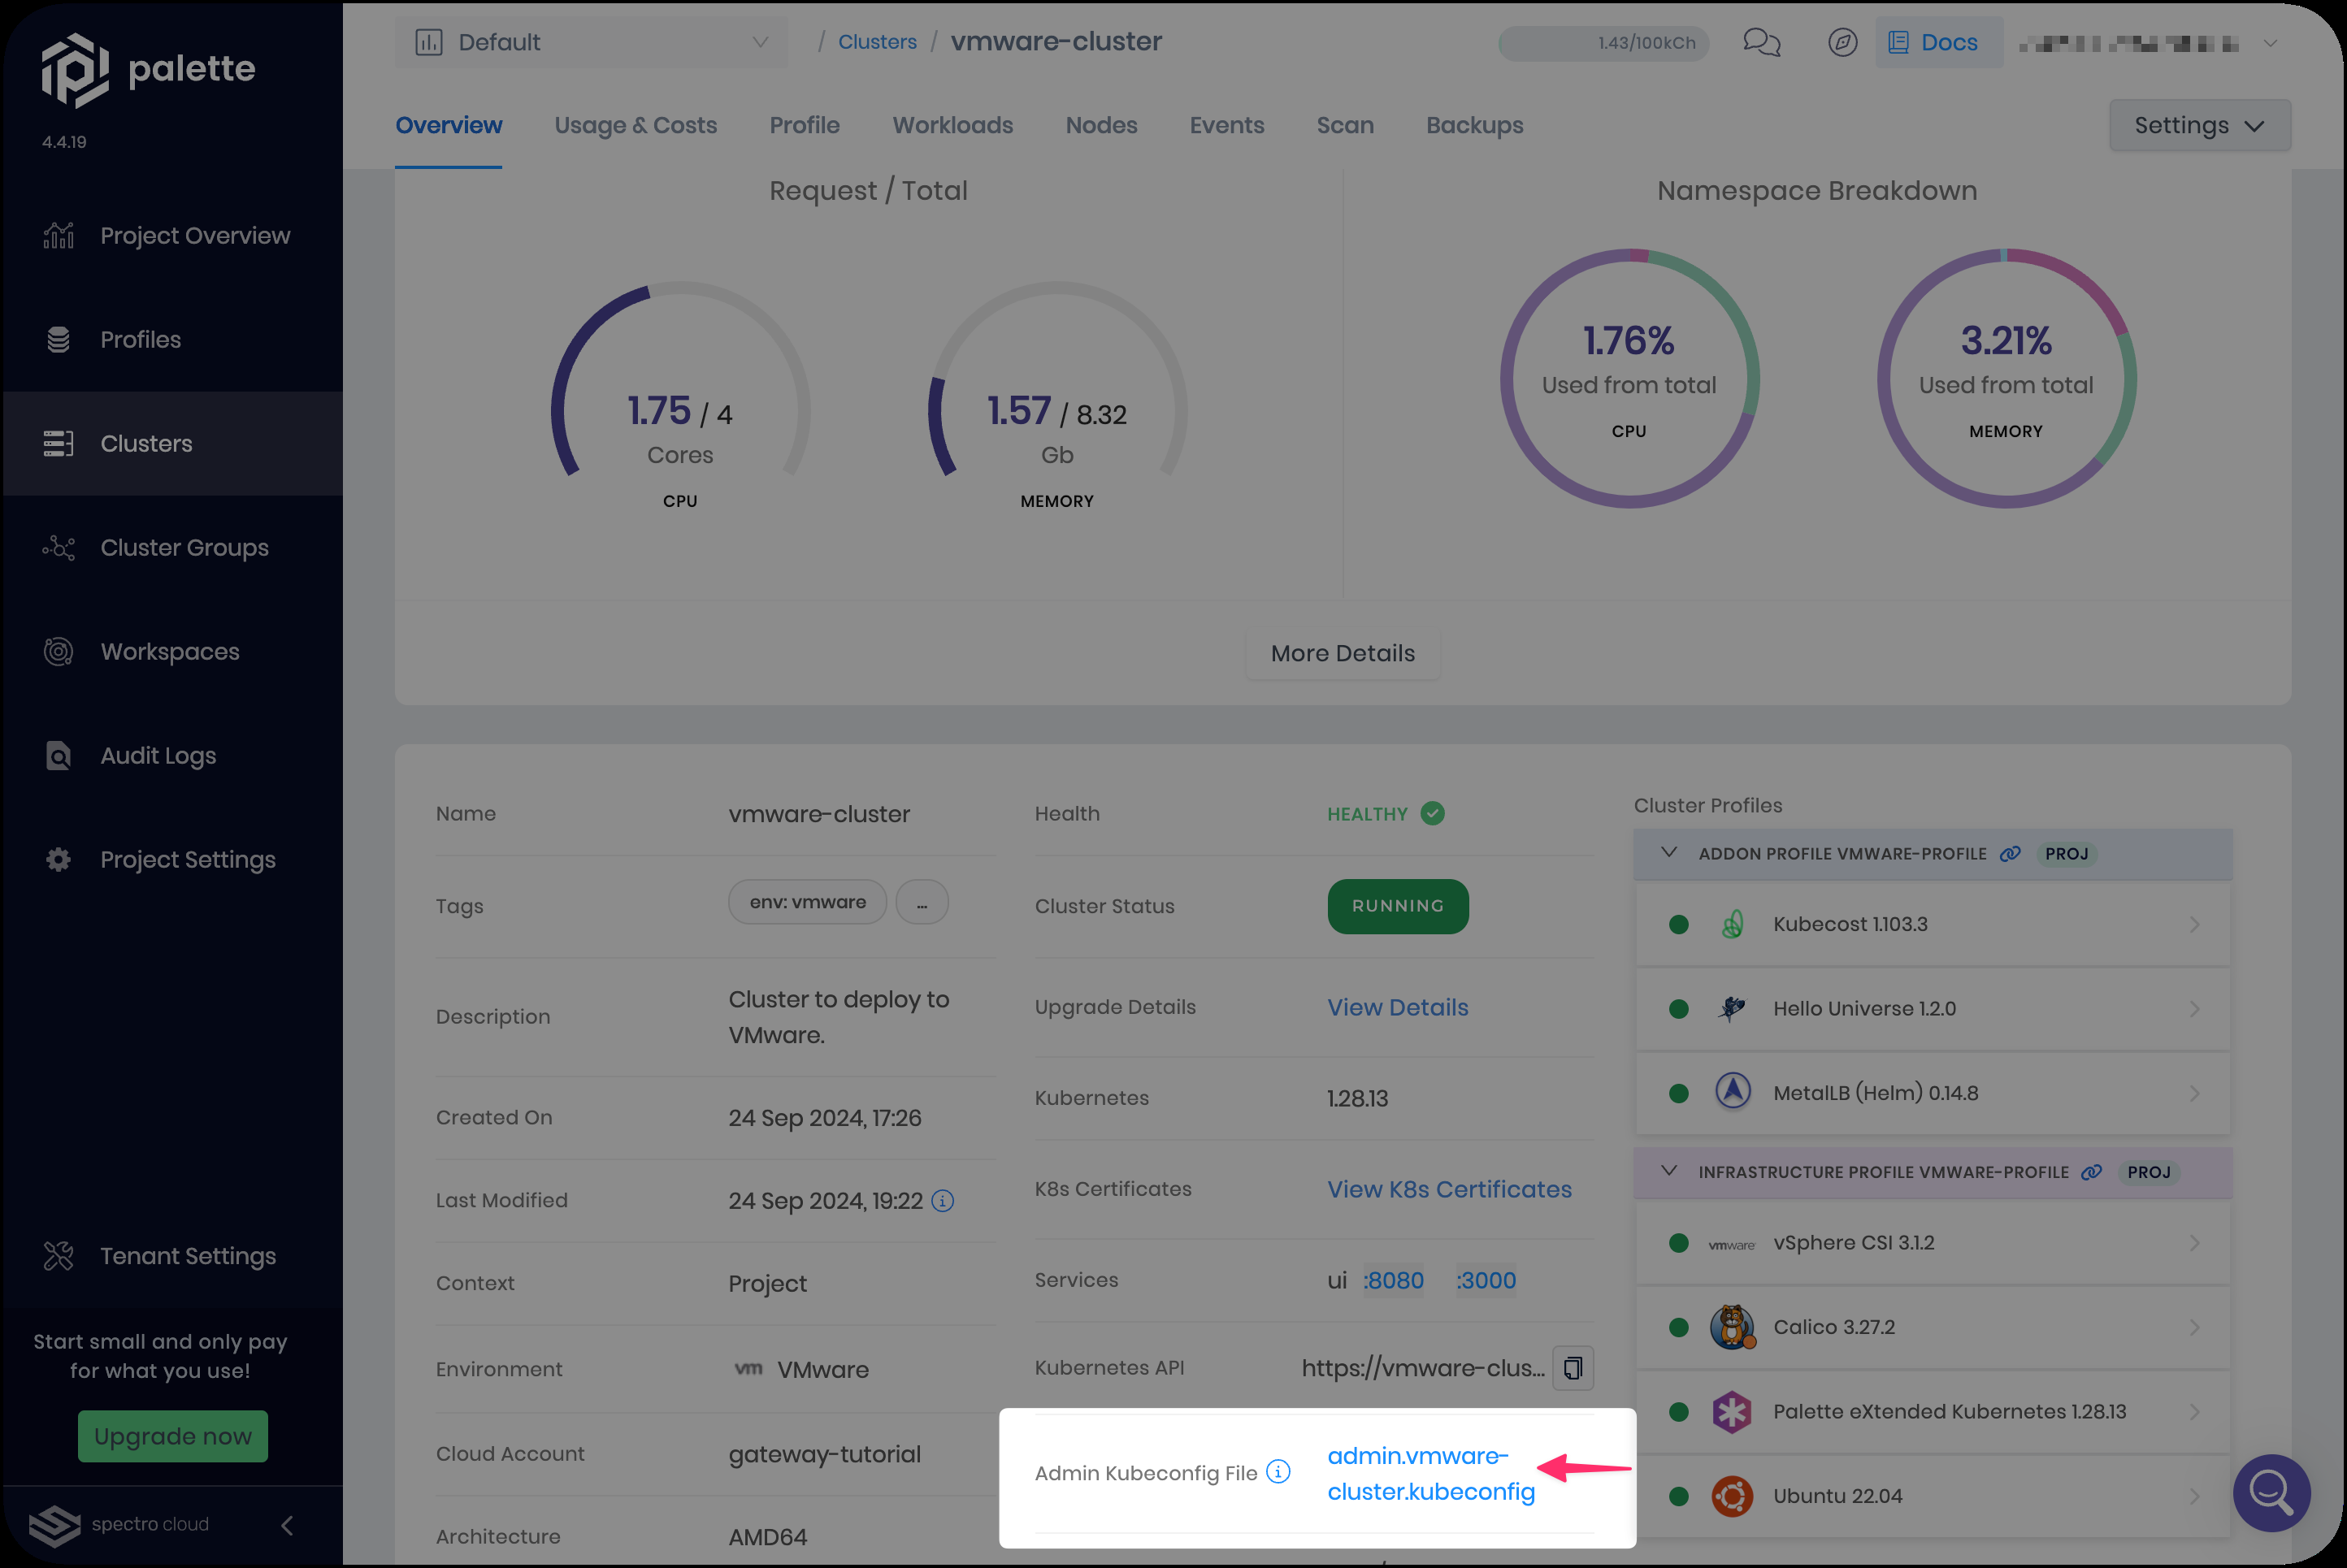 palette
4.4.19
Project Overview
Profiles
Clusters
Cluster Groups
Workspaces
Audit Logs
Project Settings
Tenant Settings
Start small and only pay
for what you use!
Upgrade now
spectro cloud
Default
/ Clusters / vmware-cluster
1.43/100kCh
Docs
Overview
Usage & Costs
Profile
Workloads
Nodes
Events
Scan
Backups
Settings
Request / Total
1.75 / 4
Cores
CPU
1.57 / 8.32
Gb
MEMORY
Namespace Breakdown
1.76%
Used from total
CPU
3.21%
Used from total
MEMORY
More Details
Name
vmware-cluster
Tags
env: vmware
...
Description
Cluster to deploy to
VMware.
Created On
24 Sep 2024, 17:26
Last Modified
24 Sep 2024, 19:22
Context
Project
Environment
vm VMware
Cloud Account
gateway-tutorial
Architecture
AMD64
Health
HEALTHY
Cluster Status
RUNNING
Upgrade Details
View Details
Kubernetes
1.28.13
K8s Certificates
View K8s Certificates
Services
ui :8080 :3000
Kubernetes API
https://vmware-clus...
Admin Kubeconfig File
admin.vmware-
cluster.kubeconfig
Cluster Profiles
ADDON PROFILE VMWARE-PROFILE PROJ
Kubecost 1.103.3
Hello Universe 1.2.0
MetalLB (Helm) 0.14.8
INFRASTRUCTURE PROFILE VMWARE-PROFILE PROJ
vmware vSphere CSI 3.1.2
Calico 3.27.2
Palette eXtended Kubernetes 1.28.13
Ubuntu 22.04